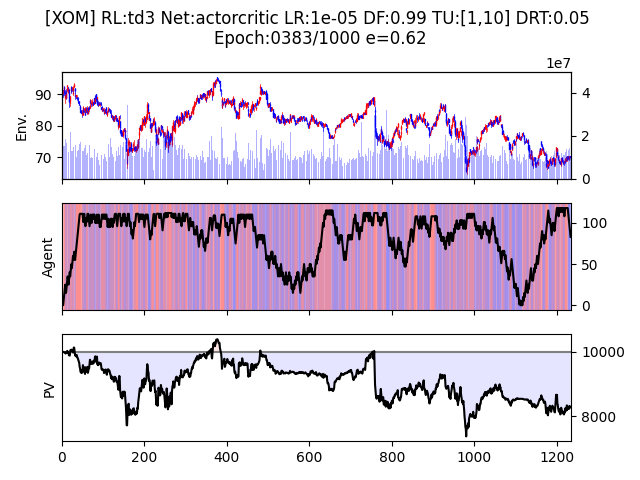 [XOM] RL:td3 Net:actorcritic LR:1e-05 DF:0.99 TU:[1,10] DRT:0.05
Epoch:0383/1000 e=0.62
1e7
Env.
90
80
70
4
2
0
Agent
100
50
0
PV
10000
8000
0 200 400 600 800 1000 1200